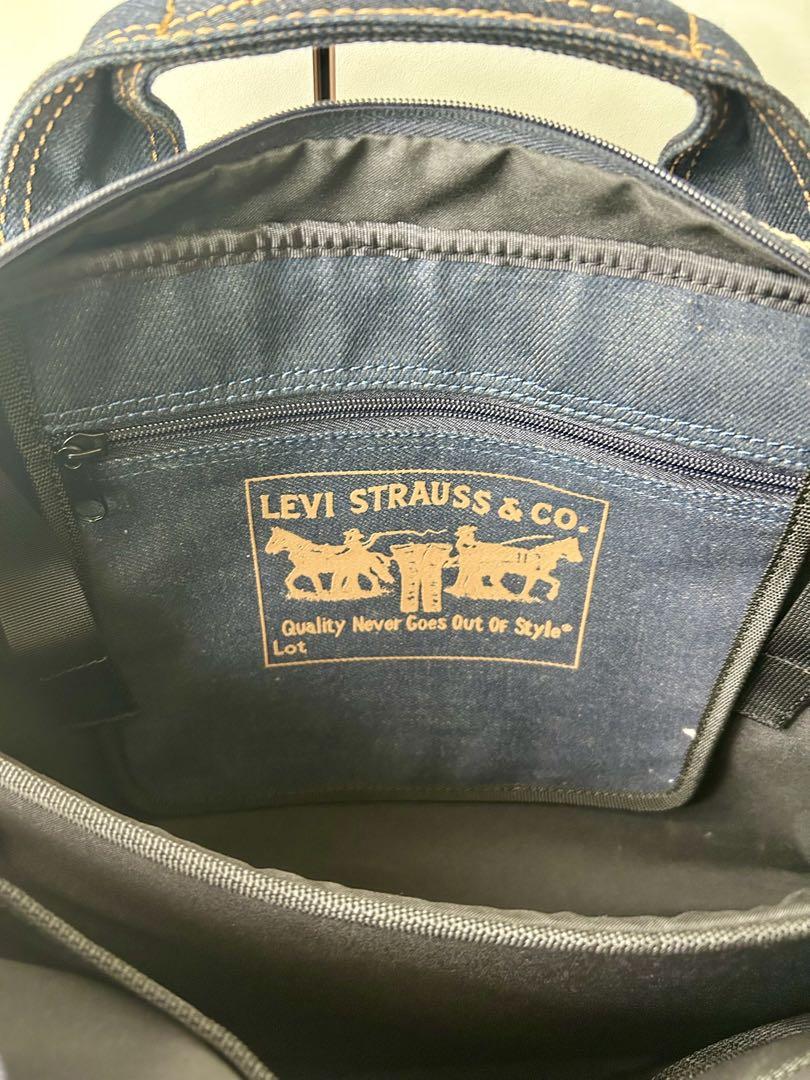 LEVI STRAUSS & CO.
Quality Never Goes Out Of Style®
Lot